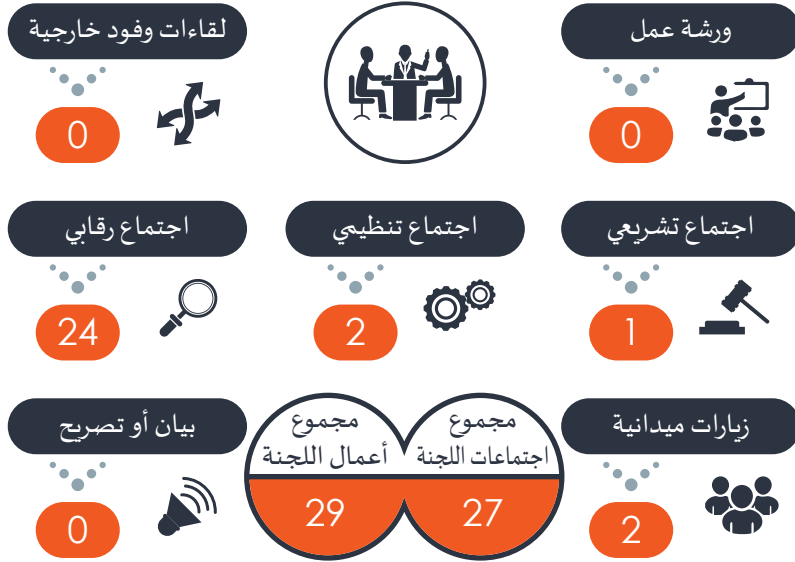 ورشة عمل
0
لقاءات وفود خارجية
0
اجتماع تشريعي
1
اجتماع تنظيمي
2
اجتماع رقابي
24
زيارات ميدانية
2
مجموع
اجتماعات اللجنة
27
مجموع
أعمال اللجنة
29
بيان أو تصريح
0